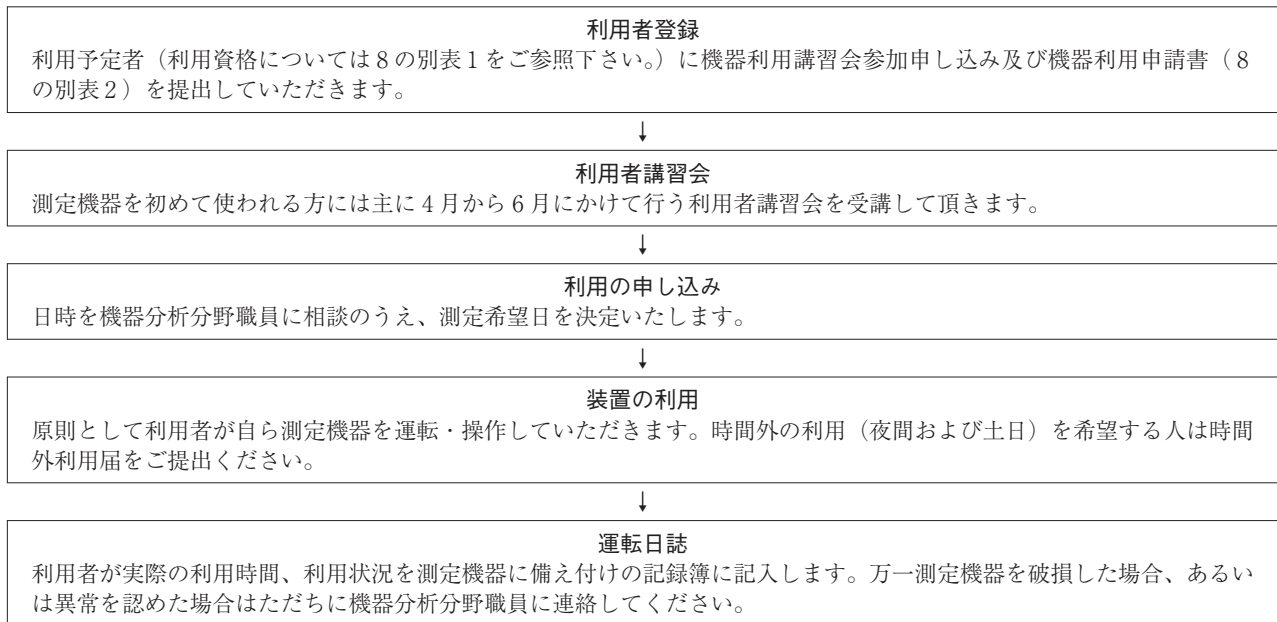 利用者登録
利用予定者（利用資格については８の別表１をご参照下さい。）に機器利用講習会参加申し込み及び機器利用申請書（８
の別表２）を提出していただきます。
↓
利用者講習会
測定機器を初めて使われる方には主に４月から６月にかけて行う利用者講習会を受講して頂きます。
↓
利用の申し込み
日時を機器分析分野職員に相談のうえ、測定希望日を決定いたします。
↓
装置の利用
原則として利用者が自ら測定機器を運転・操作していただきます。時間外の利用（夜間および土日）を希望する人は時間
外利用届をご提出ください。
↓
運転日誌
利用者が実際の利用時間、利用状況を測定機器に備え付けの記録簿に記入します。万一測定機器を破損した場合、あるい
は異常を認めた場合はただちに機器分析分野職員に連絡してください。